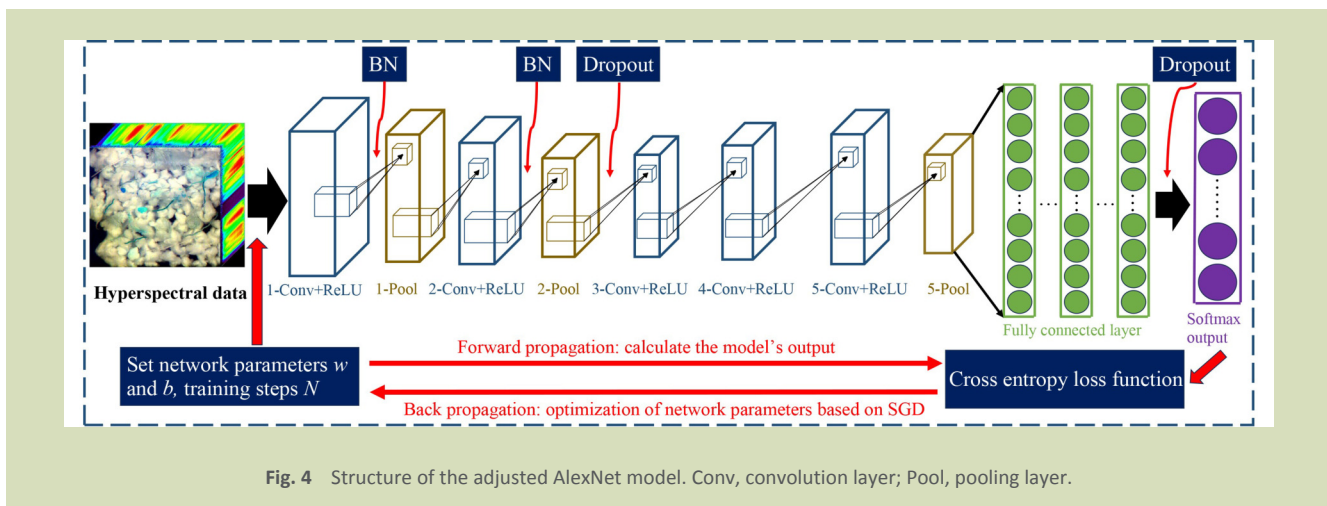 BN
BN
Dropout
Dropout
Hyperspectral data
1-Conv+ReLU
1-Pool
2-Conv+ReLU
2-Pool
3-Conv+ReLU
4-Conv+ReLU
5-Conv+ReLU
5-Pool
Fully connected layer
Softmax
output
Set network parameters w
and b, training steps N
Forward propagation: calculate the model's output
Back propagation: optimization of network parameters based on SGD
Cross entropy loss function
Fig. 4 Structure of the adjusted AlexNet model. Conv, convolution layer; Pool, pooling layer.